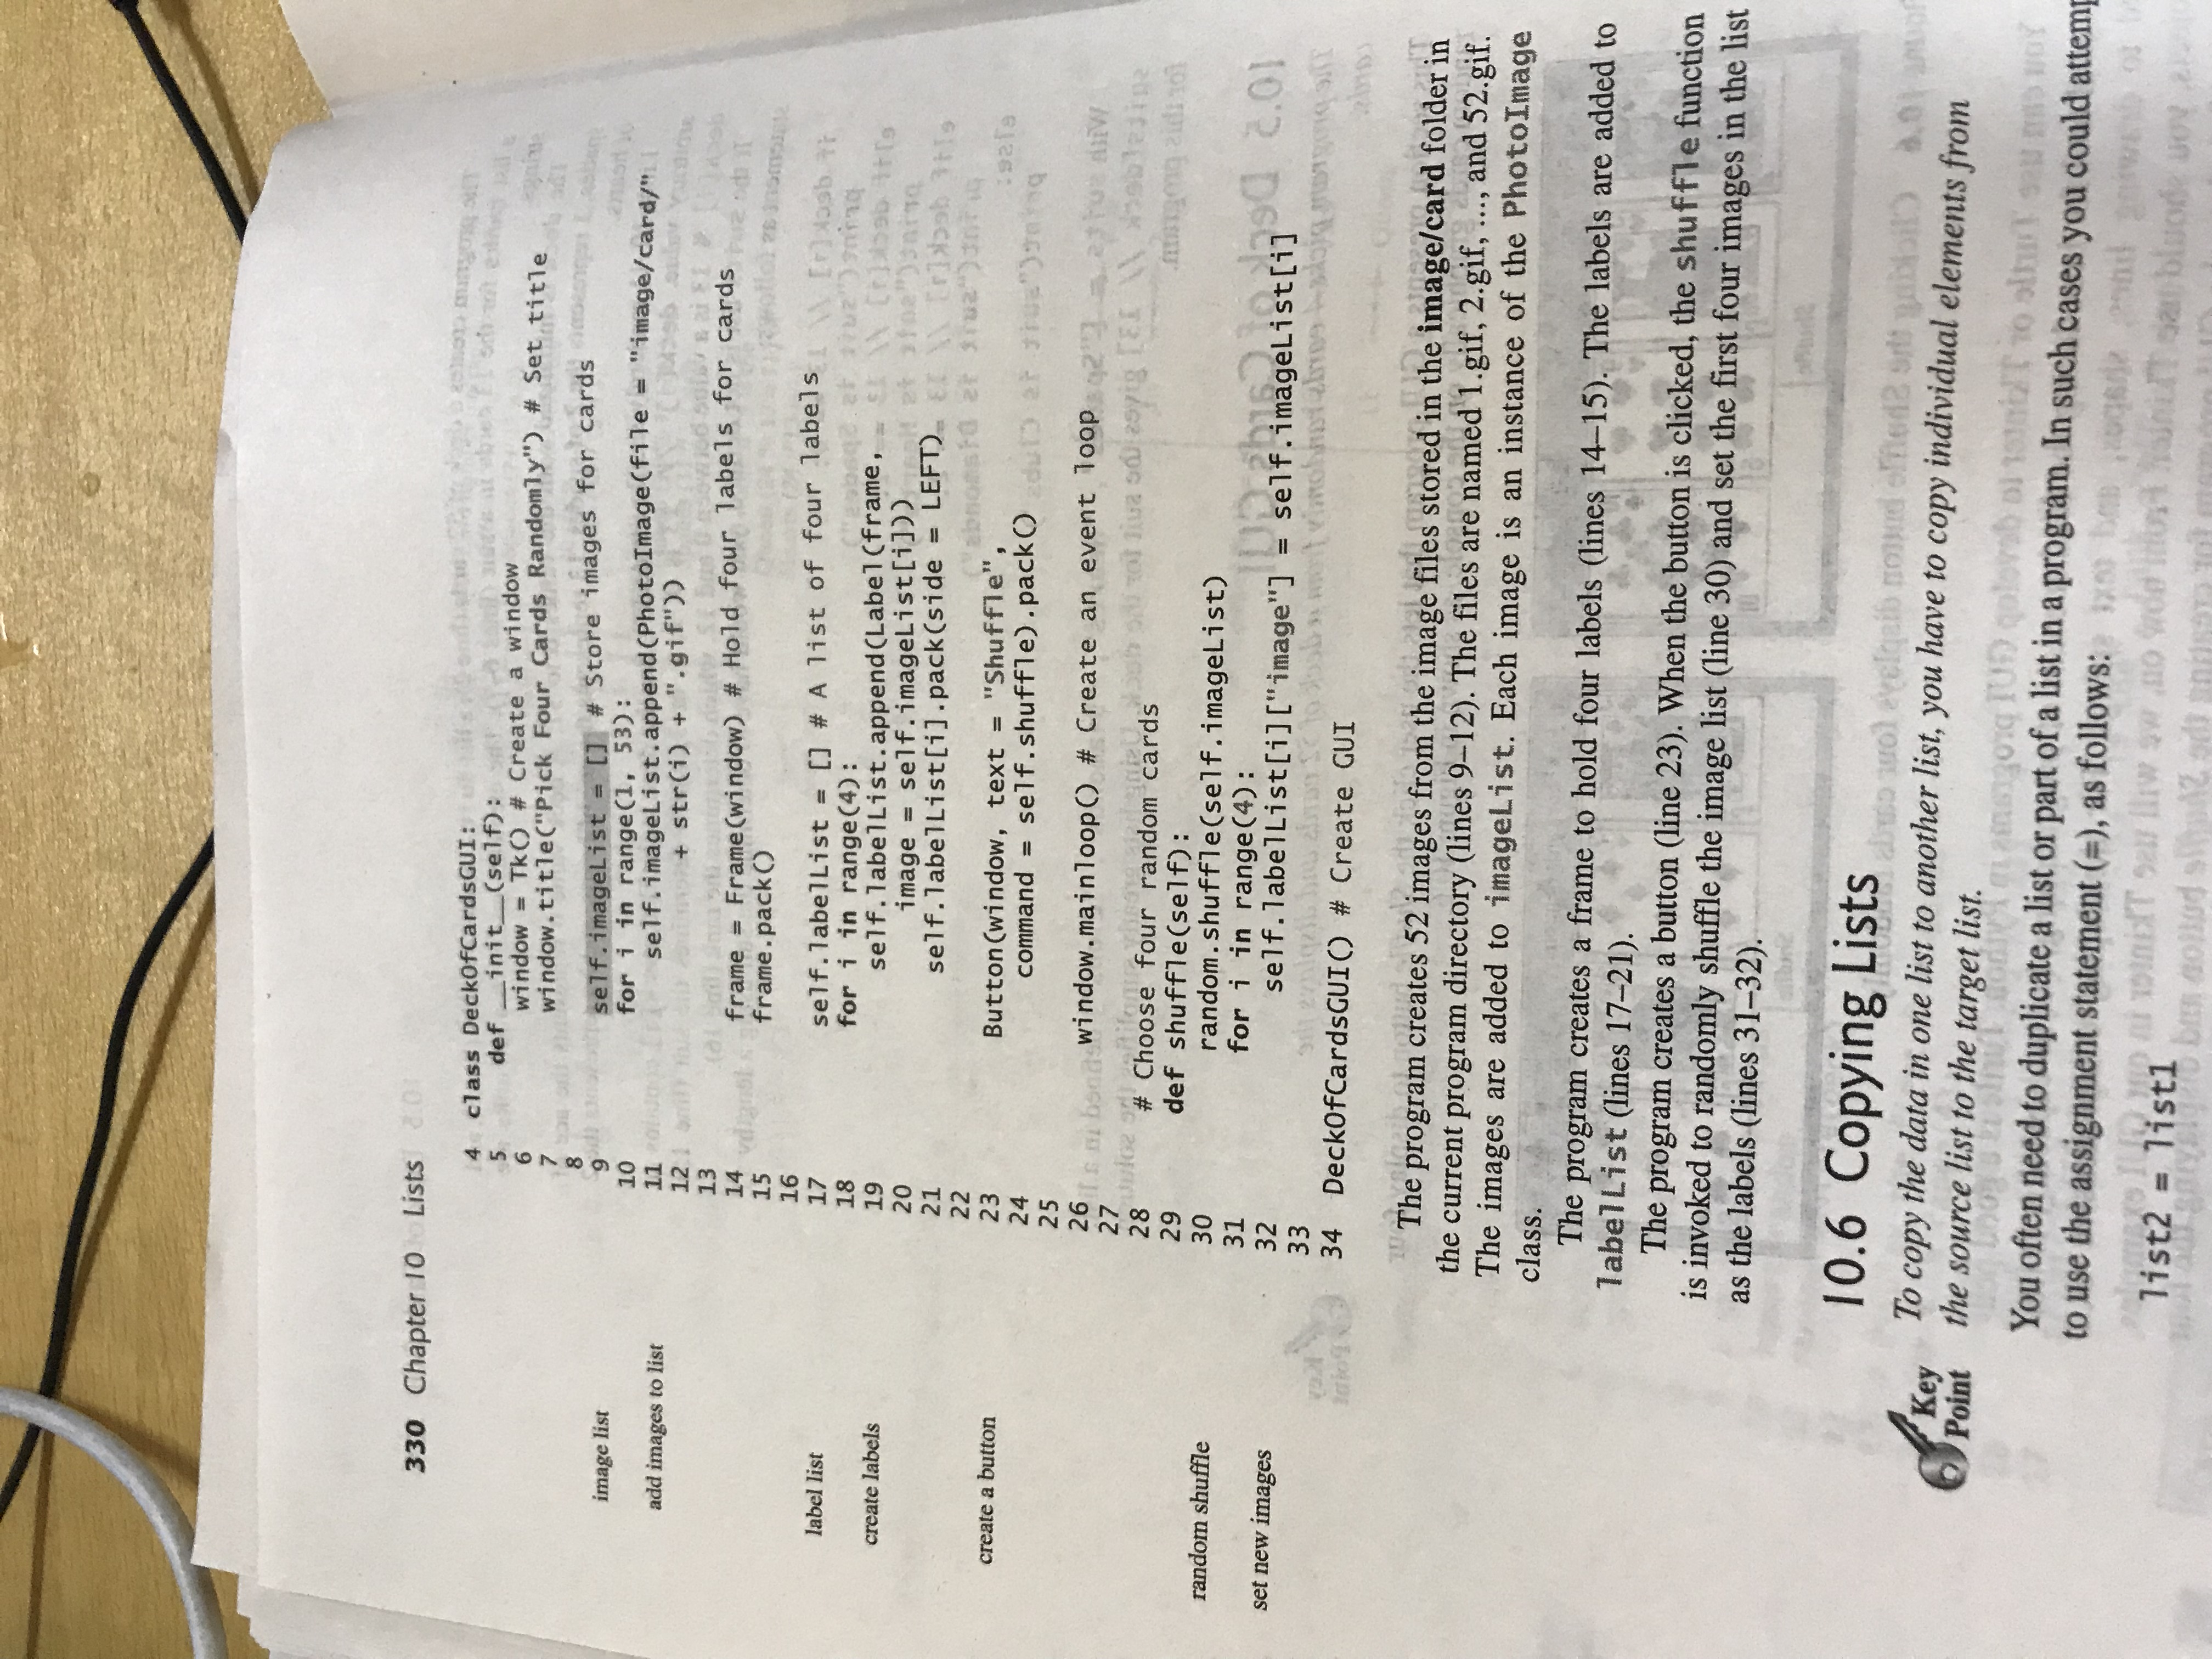 330 Chapter 10 Lists
4 class DeckOfCardsGUI:
5 def __init__(self):
6 window = Tk() # Create a window
7 window.title("Pick Four Cards Randomly") # Set title
8
image list 9 self.imageList = [] # Store images for cards
10 for i in range(1, 53):
add images to list 11 self.imageList.append(PhotoImage(file = "image/card/"
12 + str(i) + ".gif"))
13
14 frame = Frame(window) # Hold four labels for cards
15 frame.pack()
16
label list 17 self.labelList = [] # A list of four labels
18 for i in range(4):
create labels 19 self.labelList.append(Label(frame,
20 image = self.imageList[i]))
21 self.labelList[i].pack(side = LEFT)
22
create a button 23 Button(window, text = "Shuffle",
24 command = self.shuffle).pack()
25
26 window.mainloop() # Create an event loop
27
28 # Choose four random cards
29 def shuffle(self):
random shuffle 30 random.shuffle(self.imageList)
31 for i in range(4):
set new images 32 self.labelList[i]["image"] = self.imageList[i]
33
34 DeckOfCardsGUI() # Create GUI
The program creates 52 images from the image files stored in the image/card folder in
the current program directory (lines 9–12). The files are named 1.gif, 2.gif, ..., and 52.gif.
The images are added to imageList. Each image is an instance of the PhotoImage
class.
The program creates a frame to hold four labels (lines 14–15). The labels are added to
labelList (lines 17–21).
The program creates a button (line 23). When the button is clicked, the shuffle function
is invoked to randomly shuffle the image list (line 30) and set the first four images in the list
as the labels (lines 31–32).
10.6 Copying Lists
Key
Point
To copy the data in one list to another list, you have to copy individual elements from
the source list to the target list.
You often need to duplicate a list or part of a list in a program. In such cases you could attemp
to use the assignment statement (=), as follows:
list2 = list1